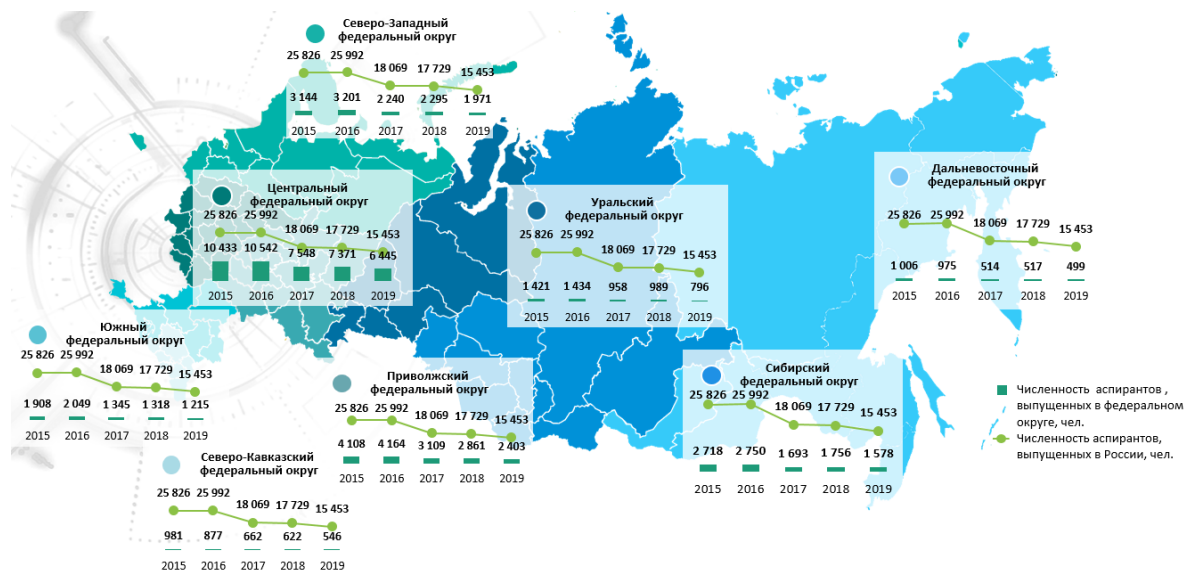 Северо-Западный
федеральный округ
25 826 25 992 18 069 17 729 15 453
3 144 3 201 2 240 2 295 1 971
2015 2016 2017 2018 2019
Центральный
федеральный округ
25 826 25 992 18 069 17 729 15 453
10 433 10 542 7 548 7 371 6 445
2015 2016 2017 2018 2019
Уральский
федеральный округ
25 826 25 992 18 069 17 729 15 453
1 421 1 434 958 989 796
2015 2016 2017 2018 2019
Дальневосточный
федеральный округ
25 826 25 992 18 069 17 729 15 453
1 006 975 514 517 499
2015 2016 2017 2018 2019
Южный
федеральный округ
25 826 25 992 18 069 17 729 15 453
1 908 2 049 1 345 1 318 1 215
2015 2016 2017 2018 2019
Приволжский
федеральный округ
25 826 25 992 18 069 17 729 15 453
4 108 4 164 3 109 2 861 2 403
2015 2016 2017 2018 2019
Сибирский
федеральный округ
25 826 25 992 18 069 17 729 15 453
2 718 2 750 1 693 1 756 1 578
2015 2016 2017 2018 2019
Северо-Кавказский
федеральный округ
25 826 25 992 18 069 17 729 15 453
981 877 662 622 546
2015 2016 2017 2018 2019
Численность аспирантов ,
выпущенных в федеральном
округе, чел.
Численность аспирантов,
выпущенных в России, чел.